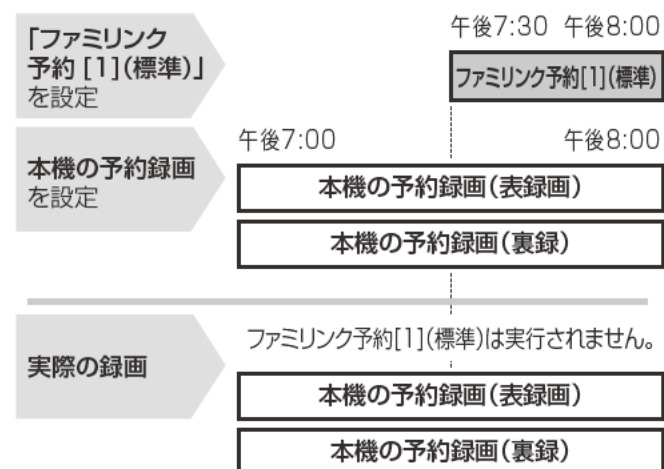 「ファミリンク
予約 [1](標準)」
を設定
午後7:30 午後8:00
ファミリンク予約[1](標準)
本機の予約録画
を設定
午後7:00 午後8:00
本機の予約録画(表録画)
本機の予約録画(裏録)
実際の録画
ファミリンク予約[1](標準)は実行されません。
本機の予約録画(表録画)
本機の予約録画(裏録)